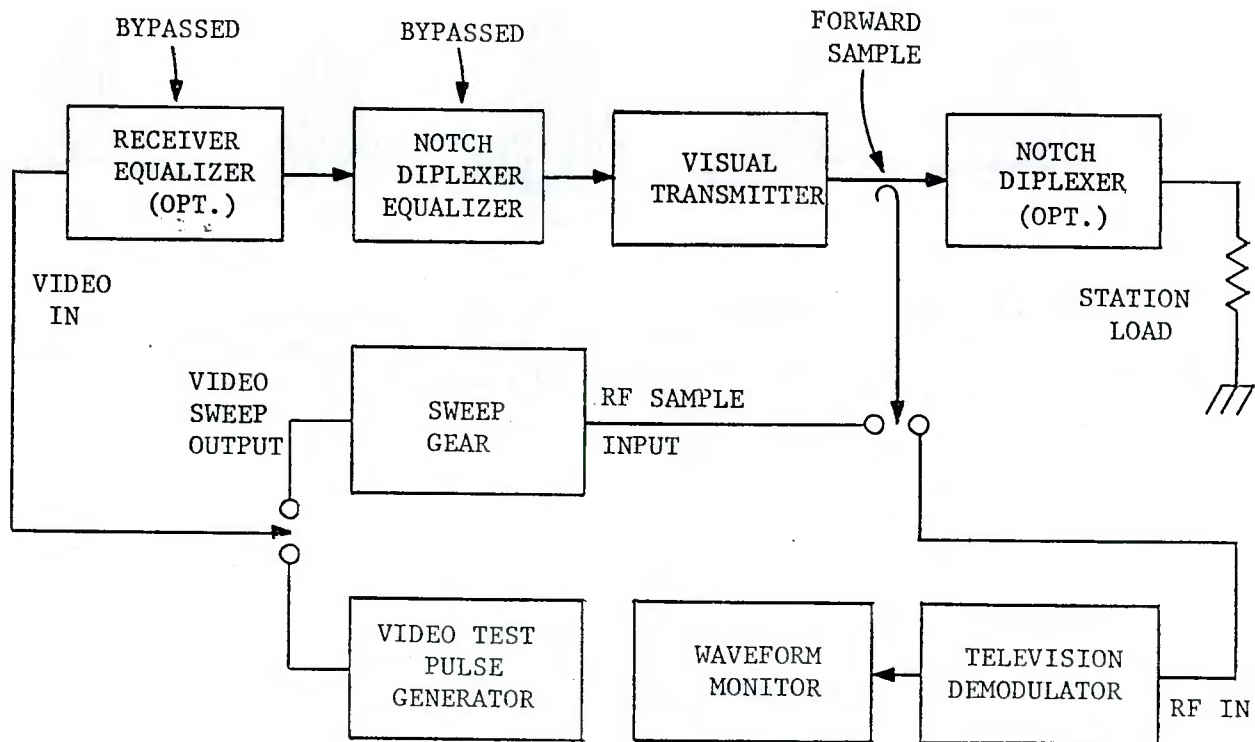 BYPASSED
BYPASSED
FORWARD
SAMPLE
RECEIVER
EQUALIZER
(OPT.)
NOTCH
DIPLEXER
EQUALIZER
VISUAL
TRANSMITTER
NOTCH
DIPLEXER
(OPT.)
VIDEO
IN
STATION
LOAD
VIDEO
SWEEP
OUTPUT
SWEEP
GEAR
RF SAMPLE
INPUT
VIDEO TEST
PULSE
GENERATOR
WAVEFORM
MONITOR
TELEVISION
DEMODULATOR
RF IN